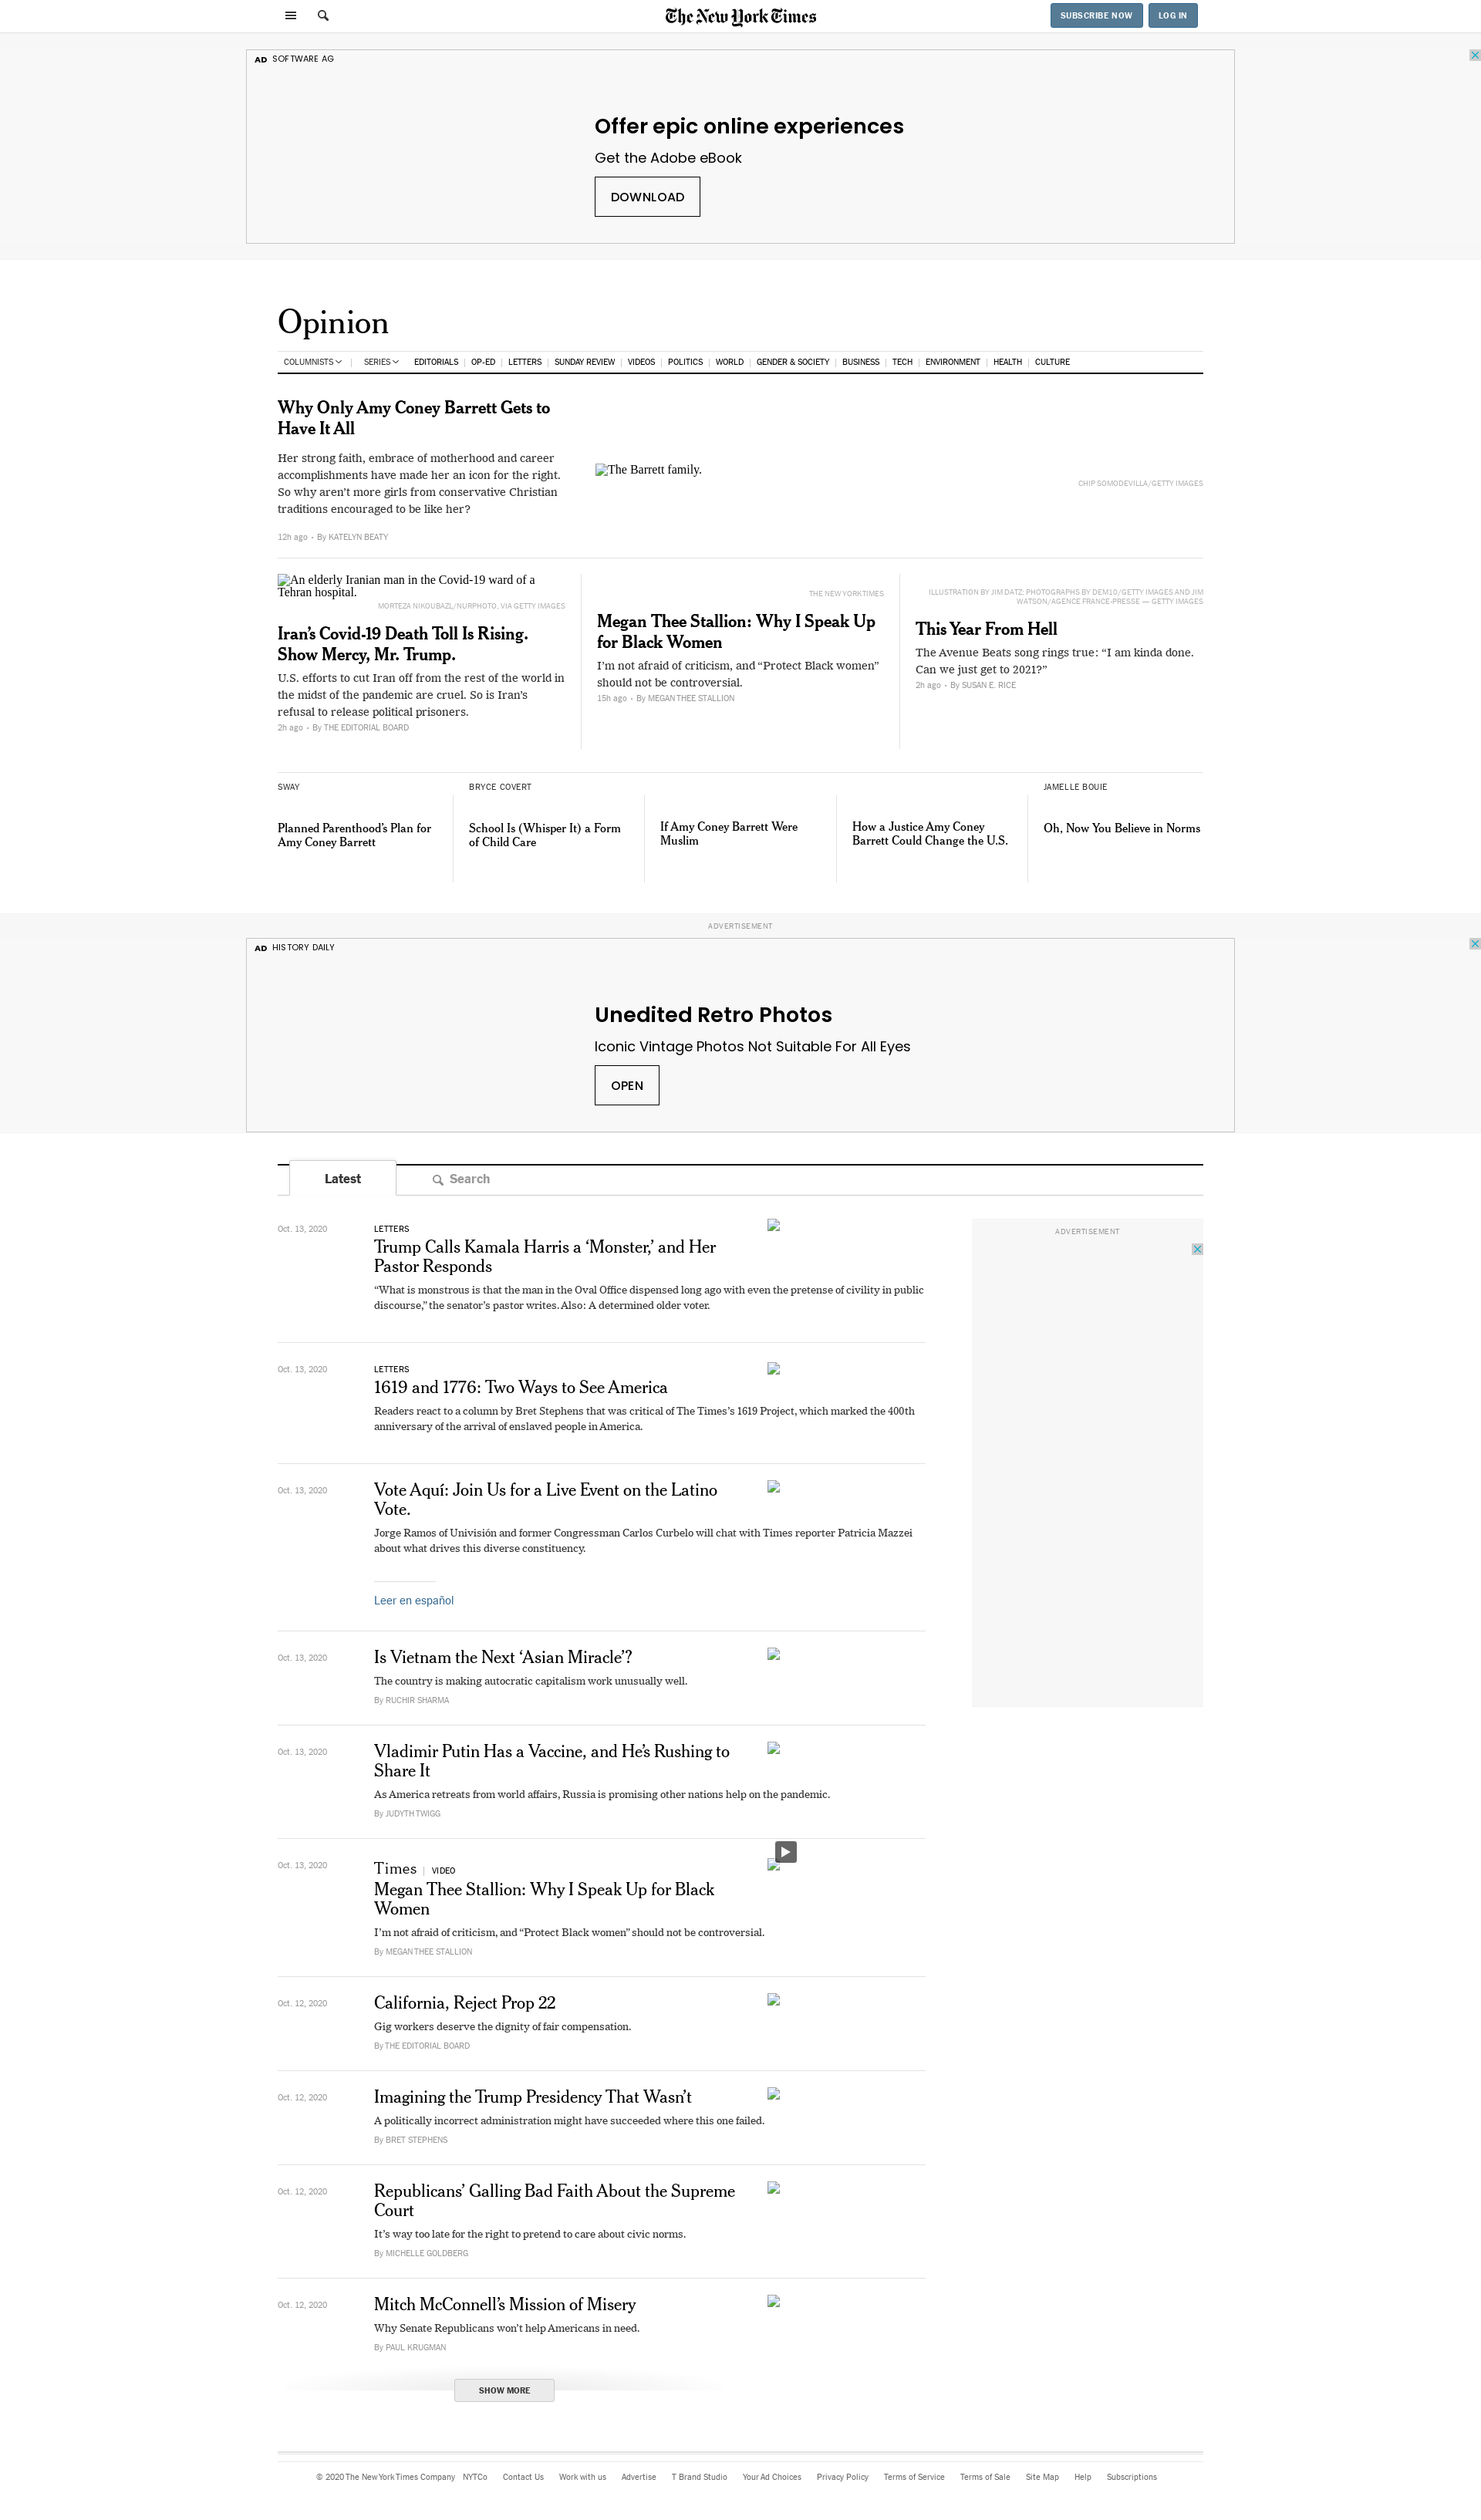 The New York Times
SUBSCRIBE NOW
LOG IN
AD SOFTWARE AG
Offer epic online experiences
Get the Adobe eBook
DOWNLOAD
Opinion
COLUMNISTS SERIES EDITORIALS OP-ED LETTERS SUNDAY REVIEW VIDEOS POLITICS WORLD GENDER & SOCIETY BUSINESS TECH ENVIRONMENT HEALTH CULTURE
Why Only Amy Coney Barrett Gets to
Have It All
Her strong faith, embrace of motherhood and career
accomplishments have made her an icon for the right.
So why aren’t more girls from conservative Christian
traditions encouraged to be like her?
12h ago • By KATELYN BEATY
The Barrett family.
CHIP SOMODEVILLA/GETTY IMAGES
An elderly Iranian man in the Covid-19 ward of a
Tehran hospital.
MORTEZA NIKOUBAZL/NURPHOTO, VIA GETTY IMAGES
Iran’s Covid-19 Death Toll Is Rising.
Show Mercy, Mr. Trump.
U.S. efforts to cut Iran off from the rest of the world in
the midst of the pandemic are cruel. So is Iran’s
refusal to release political prisoners.
2h ago • By THE EDITORIAL BOARD
THE NEW YORK TIMES
Megan Thee Stallion: Why I Speak Up
for Black Women
I’m not afraid of criticism, and “Protect Black women”
should not be controversial.
15h ago • By MEGAN THEE STALLION
ILLUSTRATION BY JIM DATZ; PHOTOGRAPHS BY DEM10/GETTY IMAGES AND JIM
WATSON/AGENCE FRANCE-PRESSE — GETTY IMAGES
This Year From Hell
The Avenue Beats song rings true: “I am kinda done.
Can we just get to 2021?”
2h ago • By SUSAN E. RICE
SWAY
Planned Parenthood’s Plan for
Amy Coney Barrett
BRYCE COVERT
School Is (Whisper It) a Form
of Child Care
If Amy Coney Barrett Were
Muslim
How a Justice Amy Coney
Barrett Could Change the U.S.
JAMELLE BOUIE
Oh, Now You Believe in Norms
ADVERTISEMENT
AD HISTORY DAILY
Unedited Retro Photos
Iconic Vintage Photos Not Suitable For All Eyes
OPEN
Latest
Search
ADVERTISEMENT
Oct. 13, 2020
LETTERS
Trump Calls Kamala Harris a ‘Monster,’ and Her
Pastor Responds
“What is monstrous is that the man in the Oval Office dispensed long ago with even the pretense of civility in public
discourse,” the senator’s pastor writes. Also: A determined older voter.
Oct. 13, 2020
LETTERS
1619 and 1776: Two Ways to See America
Readers react to a column by Bret Stephens that was critical of The Times’s 1619 Project, which marked the 400th
anniversary of the arrival of enslaved people in America.
Oct. 13, 2020
Vote Aquí: Join Us for a Live Event on the Latino
Vote.
Jorge Ramos of Univisión and former Congressman Carlos Curbelo will chat with Times reporter Patricia Mazzei
about what drives this diverse constituency.
Leer en español
Oct. 13, 2020
Is Vietnam the Next ‘Asian Miracle’?
The country is making autocratic capitalism work unusually well.
By RUCHIR SHARMA
Oct. 13, 2020
Vladimir Putin Has a Vaccine, and He’s Rushing to
Share It
As America retreats from world affairs, Russia is promising other nations help on the pandemic.
By JUDYTH TWIGG
Oct. 13, 2020
Times | VIDEO
Megan Thee Stallion: Why I Speak Up for Black
Women
I’m not afraid of criticism, and “Protect Black women” should not be controversial.
By MEGAN THEE STALLION
Oct. 12, 2020
California, Reject Prop 22
Gig workers deserve the dignity of fair compensation.
By THE EDITORIAL BOARD
Oct. 12, 2020
Imagining the Trump Presidency That Wasn’t
A politically incorrect administration might have succeeded where this one failed.
By BRET STEPHENS
Oct. 12, 2020
Republicans’ Galling Bad Faith About the Supreme
Court
It’s way too late for the right to pretend to care about civic norms.
By MICHELLE GOLDBERG
Oct. 12, 2020
Mitch McConnell’s Mission of Misery
Why Senate Republicans won’t help Americans in need.
By PAUL KRUGMAN
SHOW MORE
© 2020 The New York Times Company NYTCo Contact Us Work with us Advertise T Brand Studio Your Ad Choices Privacy Policy Terms of Service Terms of Sale Site Map Help Subscriptions